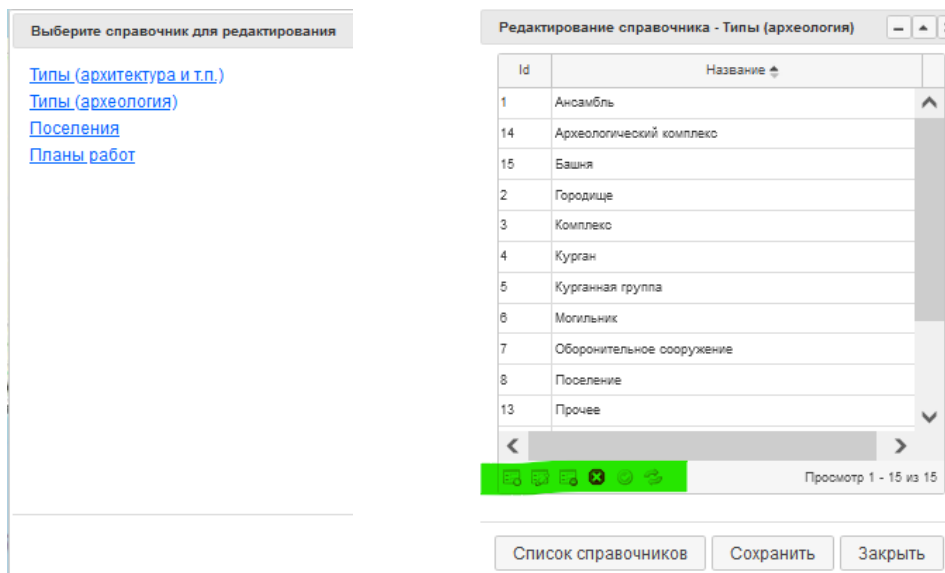 Выберите справочник для редактирования
Типы (архитектура и т.п.)
Типы (археология)
Поселения
Планы работ
Редактирование справочника - Типы (археология)
Id Название
1 Ансамбль
14 Археологический комплекс
15 Башня
2 Городище
3 Комплекс
4 Курган
5 Курганная группа
6 Могильник
7 Оборонительное сооружение
8 Поселение
13 Прочее
Просмотр 1 - 15 из 15
Список справочников Сохранить Закрыть